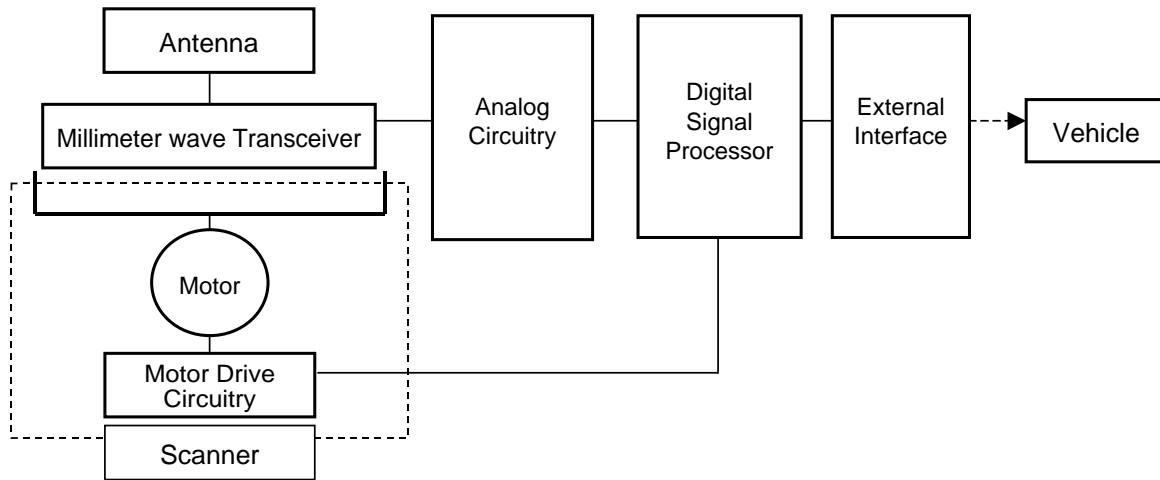 Antenna
Millimeter wave Transceiver
Analog
Circuitry
Digital
Signal
Processor
External
Interface
Vehicle
Motor
Motor Drive
Circuitry
Scanner